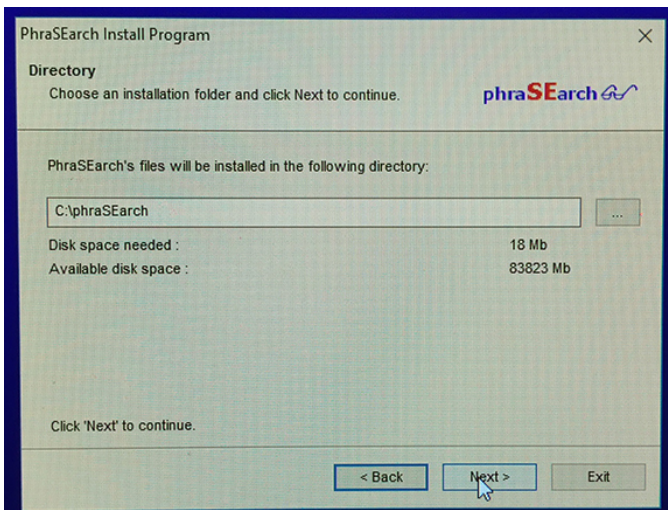 PhraSEarch Install Program
Directory
Choose an installation folder and click Next to continue.
phraSEarch
PhraSEarch's files will be installed in the following directory:
C:\phraSEarch
...
Disk space needed : 18 Mb
Available disk space : 83823 Mb
Click 'Next' to continue.
< Back Next > Exit